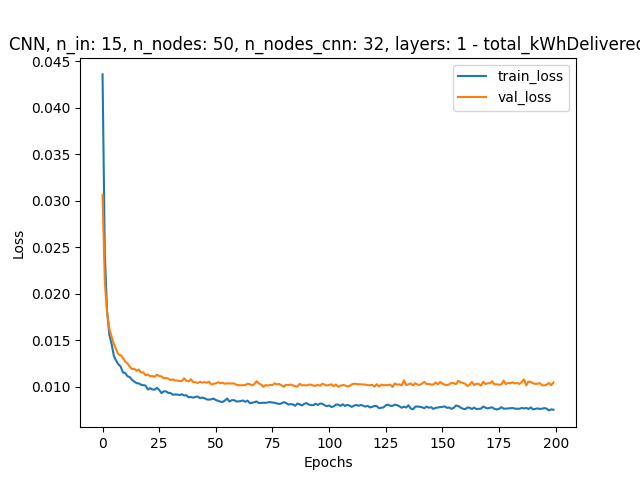 CNN, n_in: 15, n_nodes: 50, n_nodes_cnn: 32, layers: 1 - total_kWhDelivered
0.045
0.040
0.035
0.030
0.025
0.020
0.015
0.010
Loss
train_loss
val_loss
0 25 50 75 100 125 150 175 200
Epochs